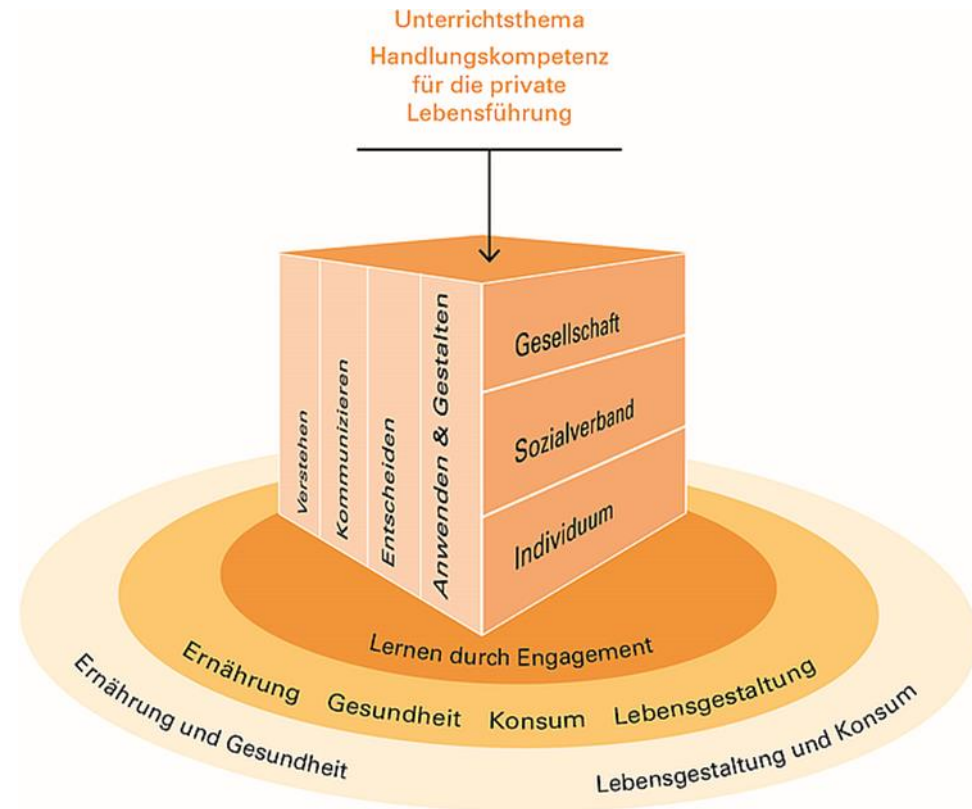 Unterrichtsthema
Handlungskompetenz
für die private
Lebensführung
Verstehen
Kommunizieren
Entscheiden
Anwenden & Gestalten
Gesellschaft
Sozialverband
Individuum
Lernen durch Engagement
Ernährung Gesundheit Konsum Lebensgestaltung
Ernährung und Gesundheit
Lebensgestaltung und Konsum